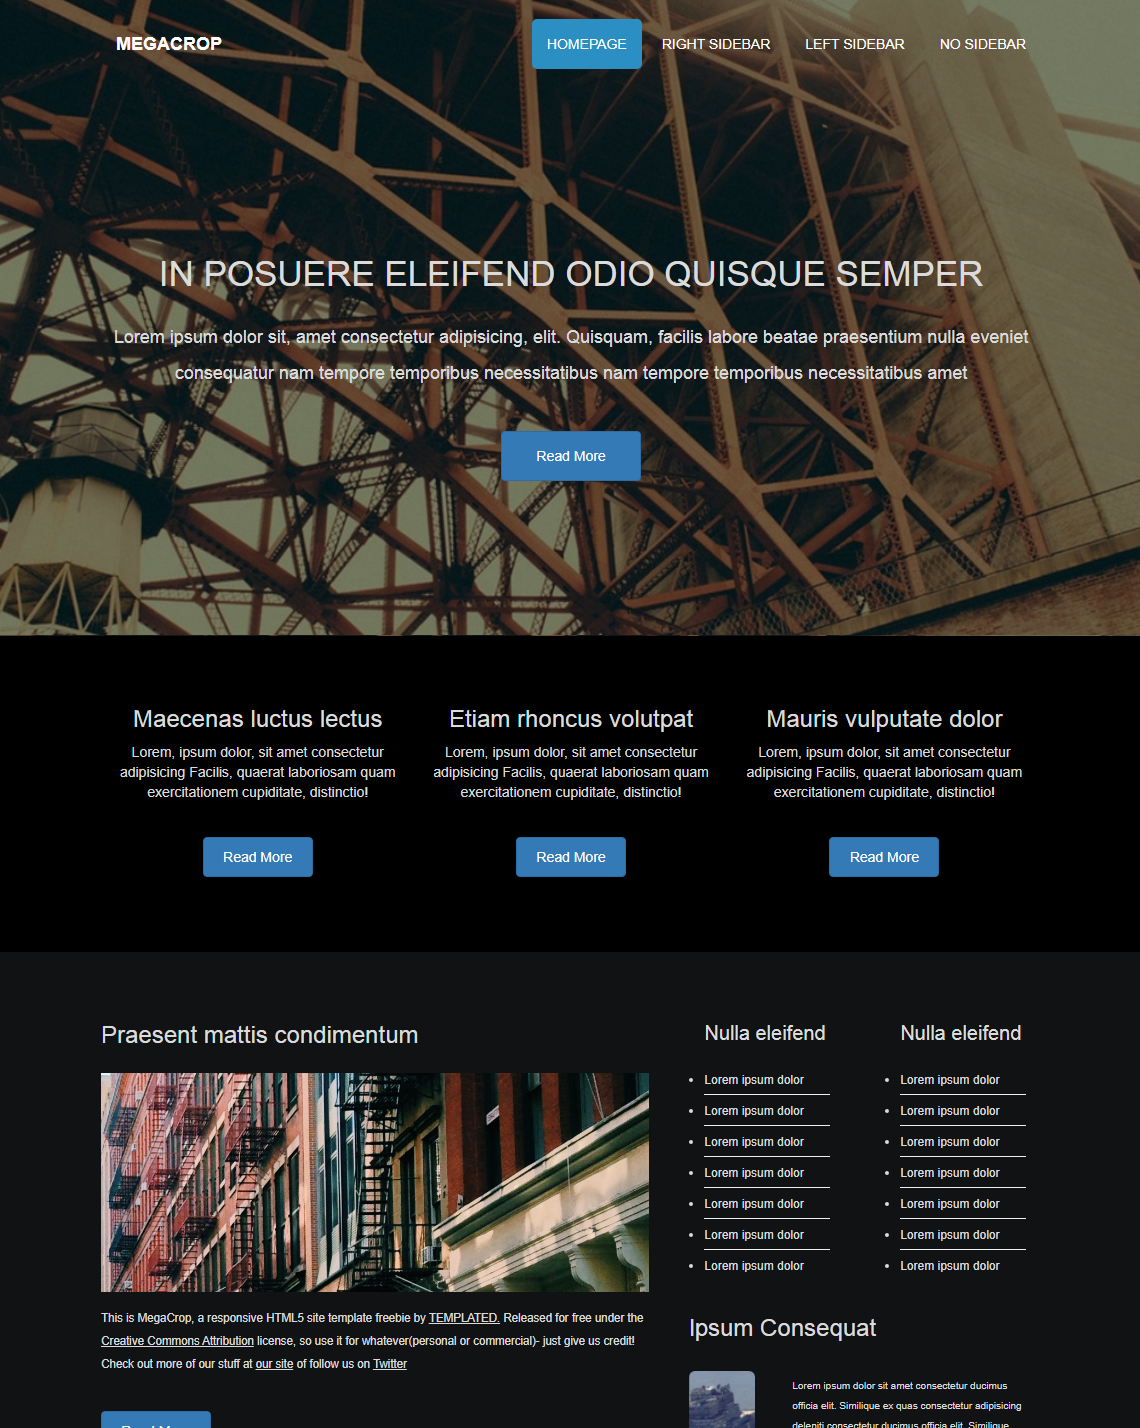 MEGACROP
HOMEPAGE
RIGHT SIDEBAR
LEFT SIDEBAR
NO SIDEBAR
IN POSUERE ELEIFEND ODIO QUISQUE SEMPER
Lorem ipsum dolor sit, amet consectetur adipisicing, elit. Quisquam, facilis labore beatae praesentium nulla eveniet
consequatur nam tempore temporibus necessitatibus nam tempore temporibus necessitatibus amet
Read More
Maecenas luctus lectus
Lorem, ipsum dolor, sit amet consectetur
adipisicing Facilis, quaerat laboriosam quam
exercitationem cupiditate, distinctio!
Read More
Etiam rhoncus volutpat
Lorem, ipsum dolor, sit amet consectetur
adipisicing Facilis, quaerat laboriosam quam
exercitationem cupiditate, distinctio!
Read More
Mauris vulputate dolor
Lorem, ipsum dolor, sit amet consectetur
adipisicing Facilis, quaerat laboriosam quam
exercitationem cupiditate, distinctio!
Read More
Praesent mattis condimentum
This is MegaCrop, a responsive HTML5 site template freebie by TEMPLATED. Released for free under the
Creative Commons Attribution license, so use it for whatever(personal or commercial)- just give us credit!
Check out more of our stuff at our site of follow us on Twitter
Read More
Nulla eleifend
Lorem ipsum dolor
Lorem ipsum dolor
Lorem ipsum dolor
Lorem ipsum dolor
Lorem ipsum dolor
Lorem ipsum dolor
Lorem ipsum dolor
Nulla eleifend
Lorem ipsum dolor
Lorem ipsum dolor
Lorem ipsum dolor
Lorem ipsum dolor
Lorem ipsum dolor
Lorem ipsum dolor
Lorem ipsum dolor
Ipsum Consequat
Lorem ipsum dolor sit amet consectetur ducimus
officia elit. Similique ex quas consectetur adipisicing
deleniti consectetur ducimus officia elit. Similique